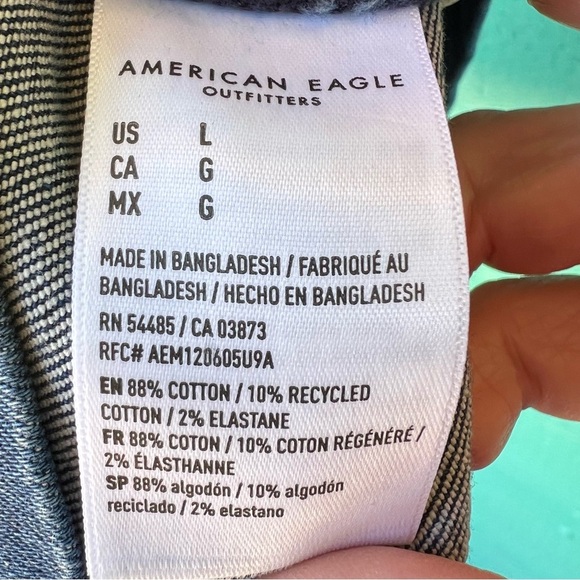 AMERICAN EAGLE
OUTFITTERS
US L
CA G
MX G
MADE IN BANGLADESH / FABRIQUÉ AU
BANGLADESH / HECHO EN BANGLADESH
RN 54485 / CA 03873
RFC# AEM120605U9A
EN 88% COTTON / 10% RECYCLED
COTTON / 2% ELASTANE
FR 88% COTON / 10% COTON RÉGÉNÉRÉ /
2% ÉLASTHANNE
SP 88% algodón / 10% algodón
reciclado / 2% elastano